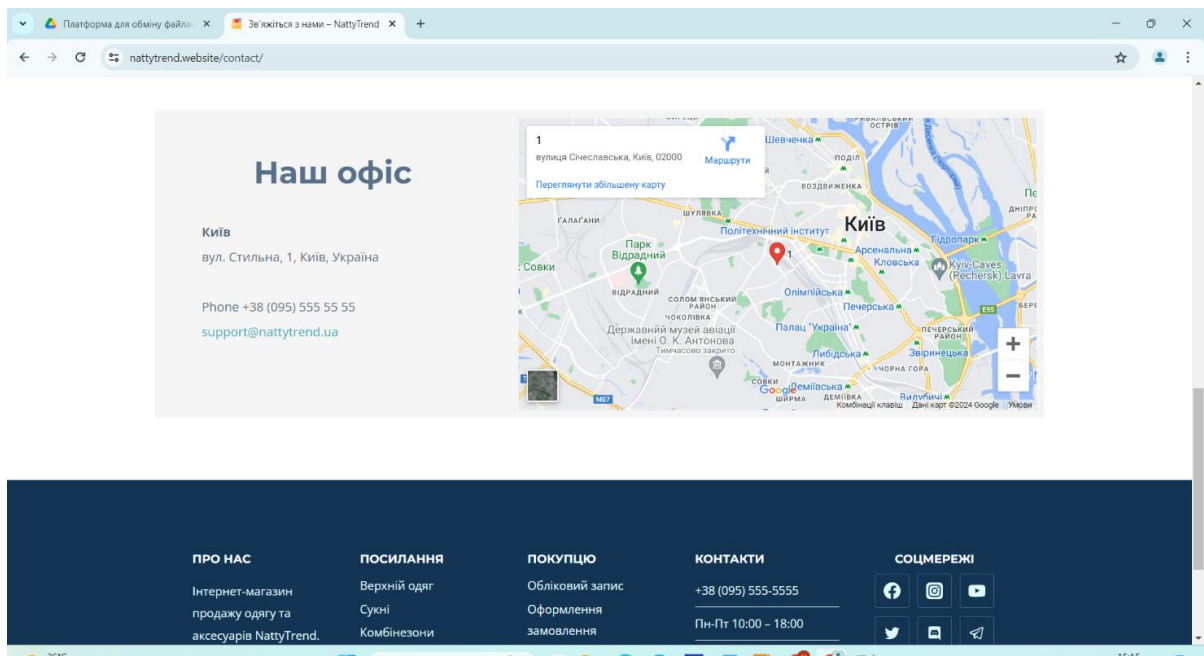 Платформа для обміну файла
Зв'яжіться з нами – NattyTrend
nattytrend.website/contact/
Наш офіс
Київ
вул. Стильна, 1, Київ, Україна
Phone +38 (095) 555 55 55
support@nattytrend.ua
1
вулиця Січеславська, Київ, 02000
Маршрути
Переглянути збільшену карту
ОСТРІВ
Шевченка
ПОДІЛ
ВОЗДВИЖЕНКА
ГАЛАГАНИ
ШУЛЯВКА
Політехнічний інститут
Київ
Гідропарк
Парк
Відрадний
1
Арсенальна
Кловська
Kyiv-Caves
(Pechersk) Lavra
Совки
ВІДРАДНИЙ
СОЛОМ'ЯНСЬКИЙ
РАЙОН
Олімпійська
Печерська
E95
ЧОКОЛІВКА
Державний музей авіації
імені О. К. Антонова
Тимчасово закрито
Палац "Україна"
ПЕЧЕРСЬКИЙ
РАЙОН
Либідська
Звіринецька
МОНТАЖНИК
ЧОРНА ГОРА
СОВКИ
Google
Деміївська
ШИРМА
ДЕМІЇВКА
Видубичі
M07
Комбінації клавіш
Дані карт ©2024 Google
Умови
ПРО НАС
Інтернет-магазин
продажу одягу та
аксесуарів NattyTrend.
ПОСИЛАННЯ
Верхній одяг
Сукні
Комбінезони
ПОКУПЦЮ
Обліковий запис
Оформлення
замовлення
КОНТАКТИ
+38 (095) 555-5555
Пн-Пт 10:00 – 18:00
СОЦМЕРЕЖІ